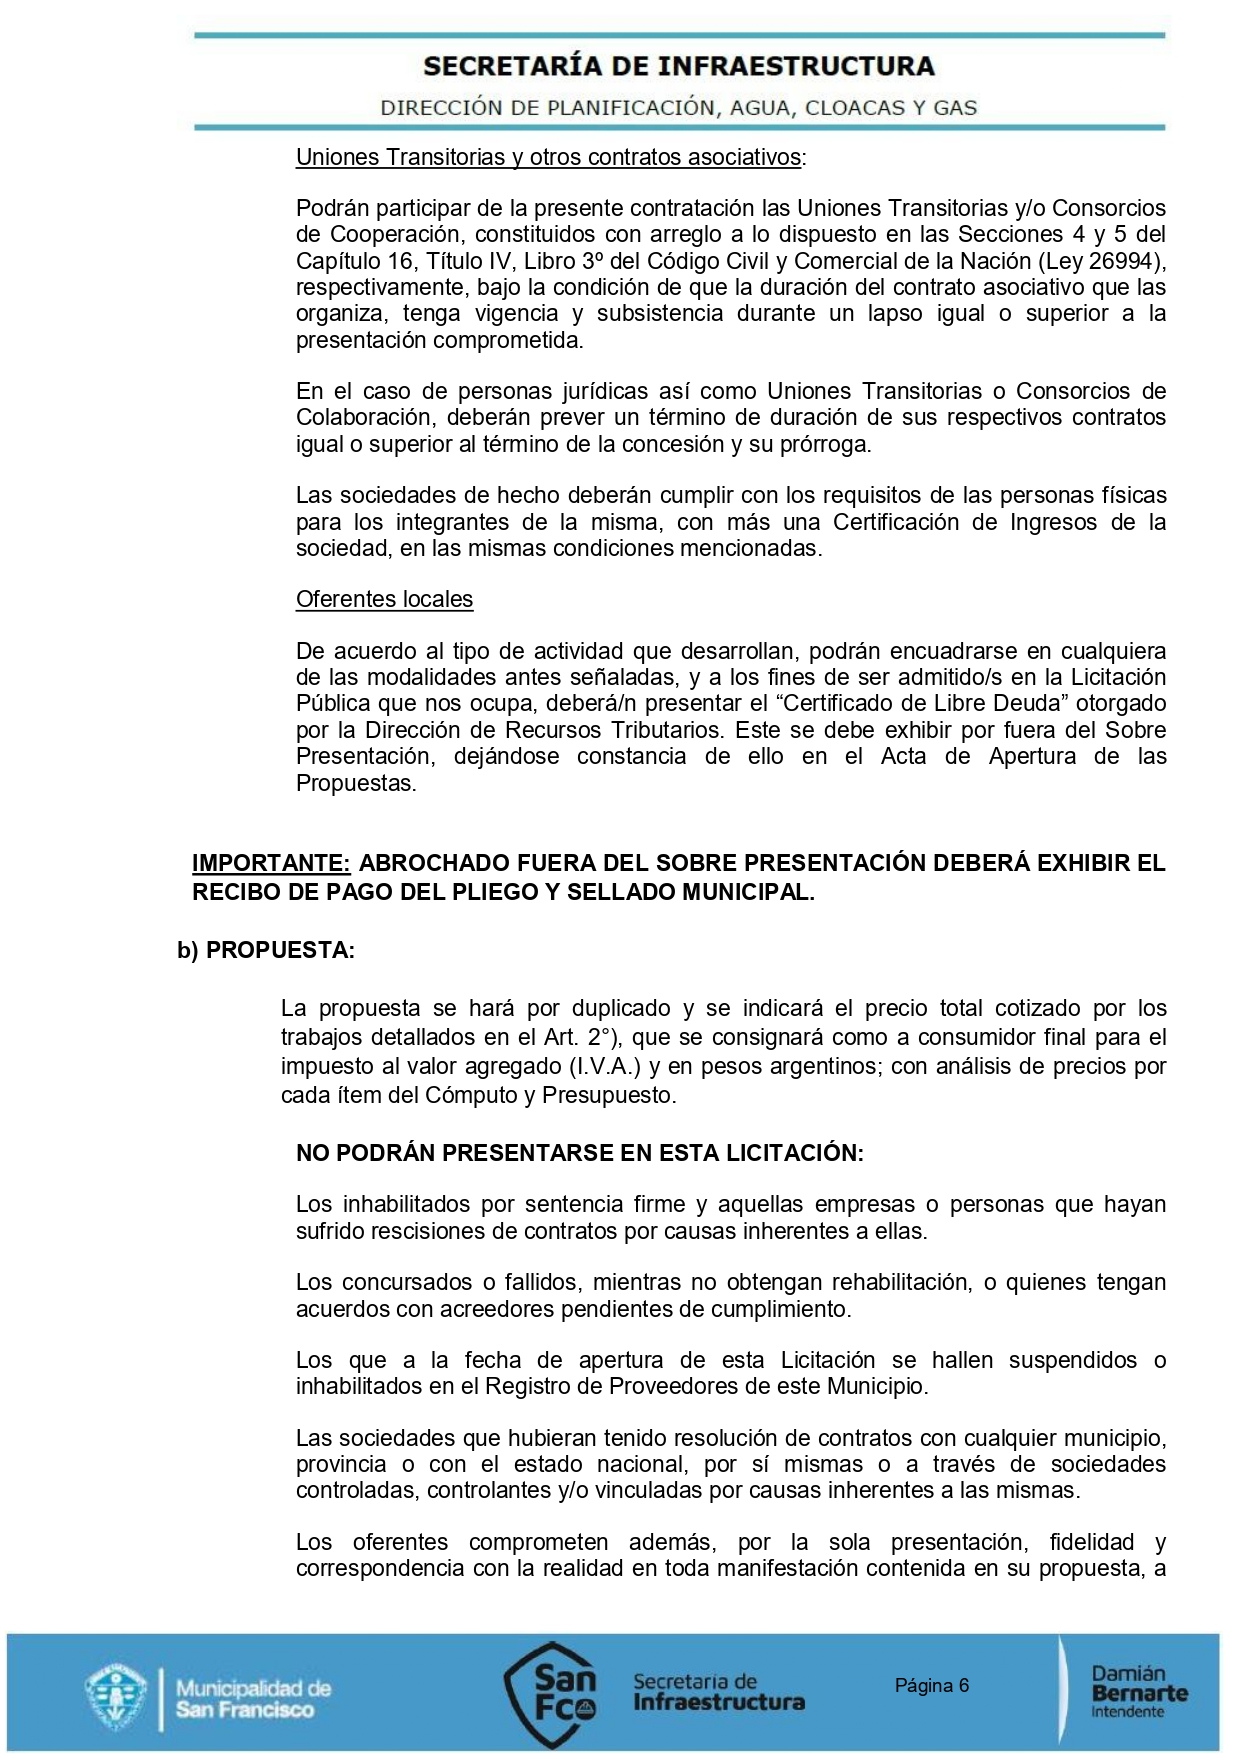 SECRETARÍA DE INFRAESTRUCTURA
DIRECCIÓN DE PLANIFICACIÓN, AGUA, CLOACAS Y GAS
Uniones Transitorias y otros contratos asociativos:
Podrán participar de la presente contratación las Uniones Transitorias y/o Consorcios
de Cooperación, constituidos con arreglo a lo dispuesto en las Secciones 4 y 5 del
Capítulo 16, Título IV, Libro 3º del Código Civil y Comercial de la Nación (Ley 26994),
respectivamente, bajo la condición de que la duración del contrato asociativo que las
organiza, tenga vigencia y subsistencia durante un lapso igual o superior a la
presentación comprometida.
En el caso de personas jurídicas así como Uniones Transitorias o Consorcios de
Colaboración, deberán prever un término de duración de sus respectivos contratos
igual o superior al término de la concesión y su prórroga.
Las sociedades de hecho deberán cumplir con los requisitos de las personas físicas
para los integrantes de la misma, con más una Certificación de Ingresos de la
sociedad, en las mismas condiciones mencionadas.
Oferentes locales
De acuerdo al tipo de actividad que desarrollan, podrán encuadrarse en cualquiera
de las modalidades antes señaladas, y a los fines de ser admitido/s en la Licitación
Pública que nos ocupa, deberá/n presentar el “Certificado de Libre Deuda” otorgado
por la Dirección de Recursos Tributarios. Este se debe exhibir por fuera del Sobre
Presentación, dejándose constancia de ello en el Acta de Apertura de las
Propuestas.
IMPORTANTE: ABROCHADO FUERA DEL SOBRE PRESENTACIÓN DEBERÁ EXHIBIR EL
RECIBO DE PAGO DEL PLIEGO Y SELLADO MUNICIPAL.
b) PROPUESTA:
La propuesta se hará por duplicado y se indicará el precio total cotizado por los
trabajos detallados en el Art. 2°), que se consignará como a consumidor final para el
impuesto al valor agregado (I.V.A.) y en pesos argentinos; con análisis de precios por
cada ítem del Cómputo y Presupuesto.
NO PODRÁN PRESENTARSE EN ESTA LICITACIÓN:
Los inhabilitados por sentencia firme y aquellas empresas o personas que hayan
sufrido rescisiones de contratos por causas inherentes a ellas.
Los concursados o fallidos, mientras no obtengan rehabilitación, o quienes tengan
acuerdos con acreedores pendientes de cumplimiento.
Los que a la fecha de apertura de esta Licitación se hallen suspendidos o
inhabilitados en el Registro de Proveedores de este Municipio.
Las sociedades que hubieran tenido resolución de contratos con cualquier municipio,
provincia o con el estado nacional, por sí mismas o a través de sociedades
controladas, controlantes y/o vinculadas por causas inherentes a las mismas.
Los oferentes comprometen además, por la sola presentación, fidelidad y
correspondencia con la realidad en toda manifestación contenida en su propuesta, a
Municipalidad de
San Francisco
San
Fco
Secretaría de
Infraestructura
Página 6
Damián
Bernarte
Intendente